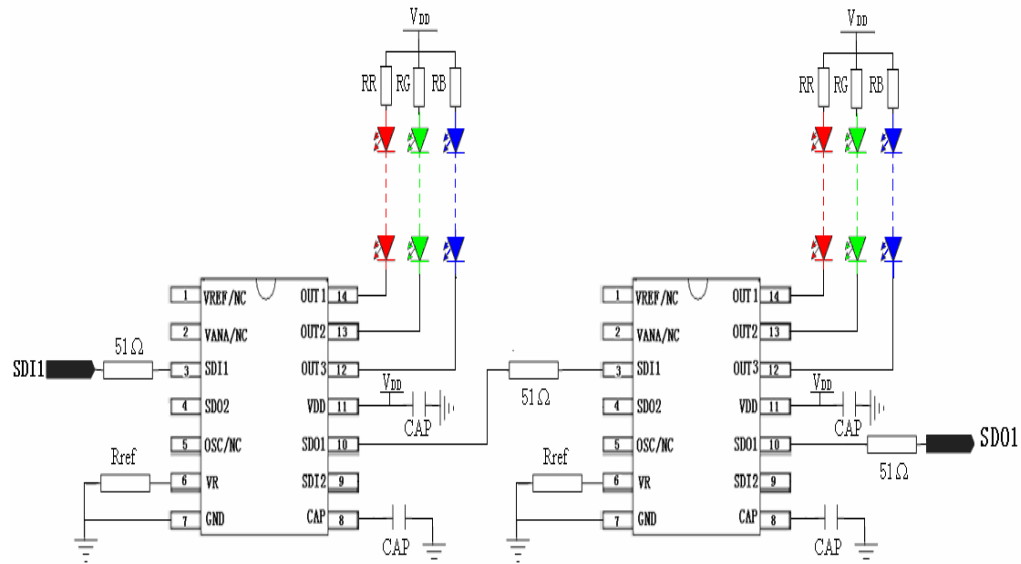 VDD
VDD
RR RG RB
RR RG RB
1 VREF/NC OUT1 14
2 VANA/NC OUT2 13
SDI1 51Ω 3 SDI1 OUT3 12
4 SDO2 VDD 11 VDD
CAP
5 OSC/NC SDO1 10
Rref 6 VR SDI2 9
7 GND CAP 8
CAP
51Ω
1 VREF/NC OUT1 14
2 VANA/NC OUT2 13
3 SDI1 OUT3 12
4 SDO2 VDD 11 VDD
CAP
5 OSC/NC SDO1 10 51Ω SDO1
Rref 6 VR SDI2 9
7 GND CAP 8
CAP